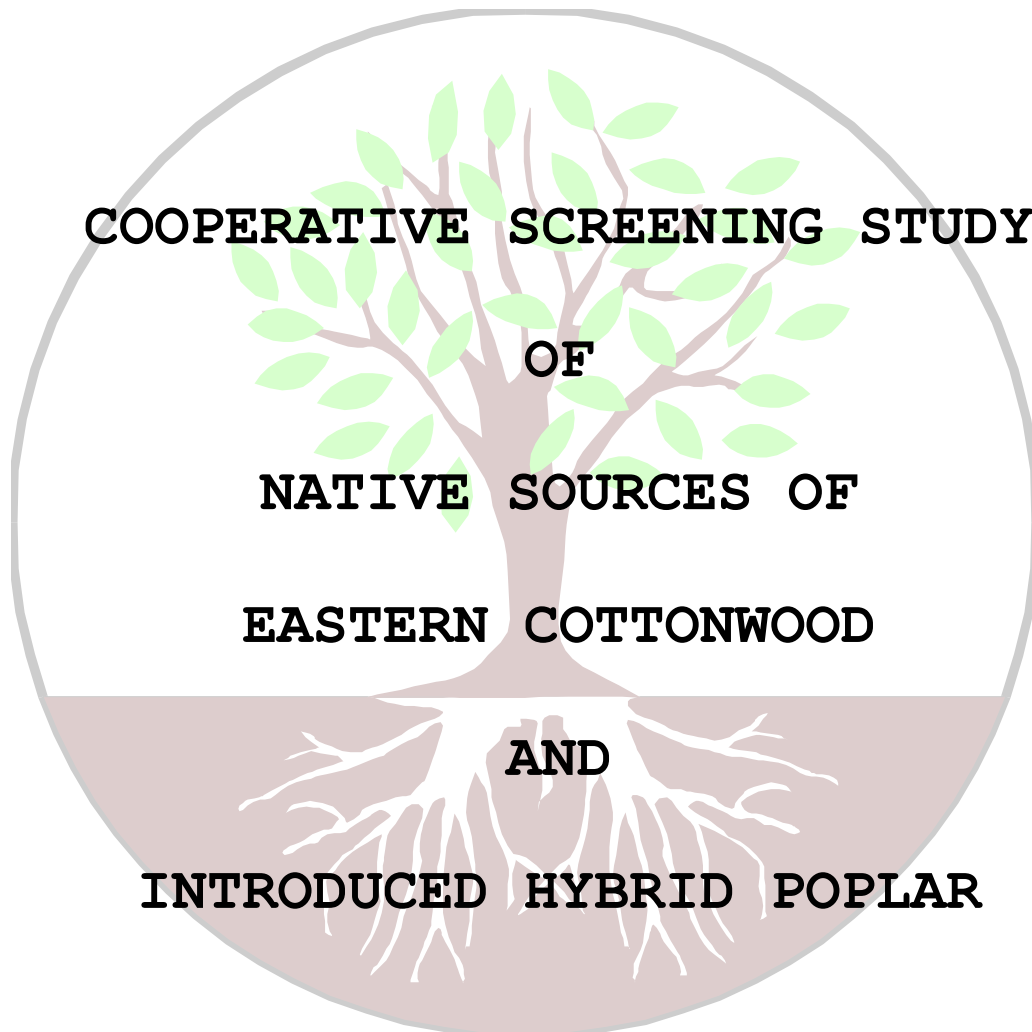 COOPERATIVE SCREENING STUDY
OF
NATIVE SOURCES OF
EASTERN COTTONWOOD
AND
INTRODUCED HYBRID POPLAR